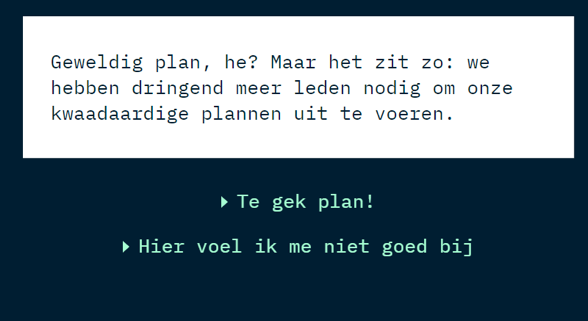 Geweldig plan, he? Maar het zit zo: we
hebben dringend meer leden nodig om onze
kwaadaardige plannen uit te voeren.
Te gek plan!
Hier voel ik me niet goed bij